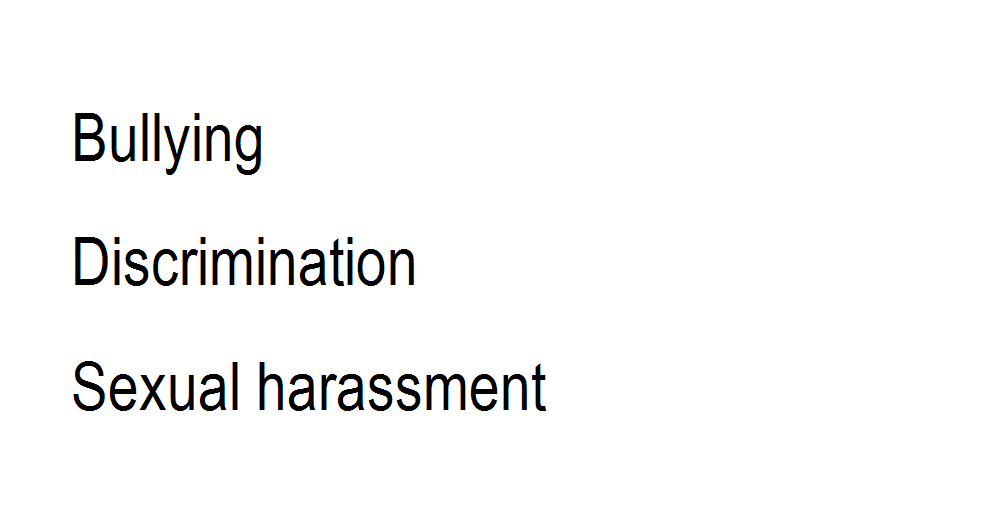 Bullying
Discrimination
Sexual harassment